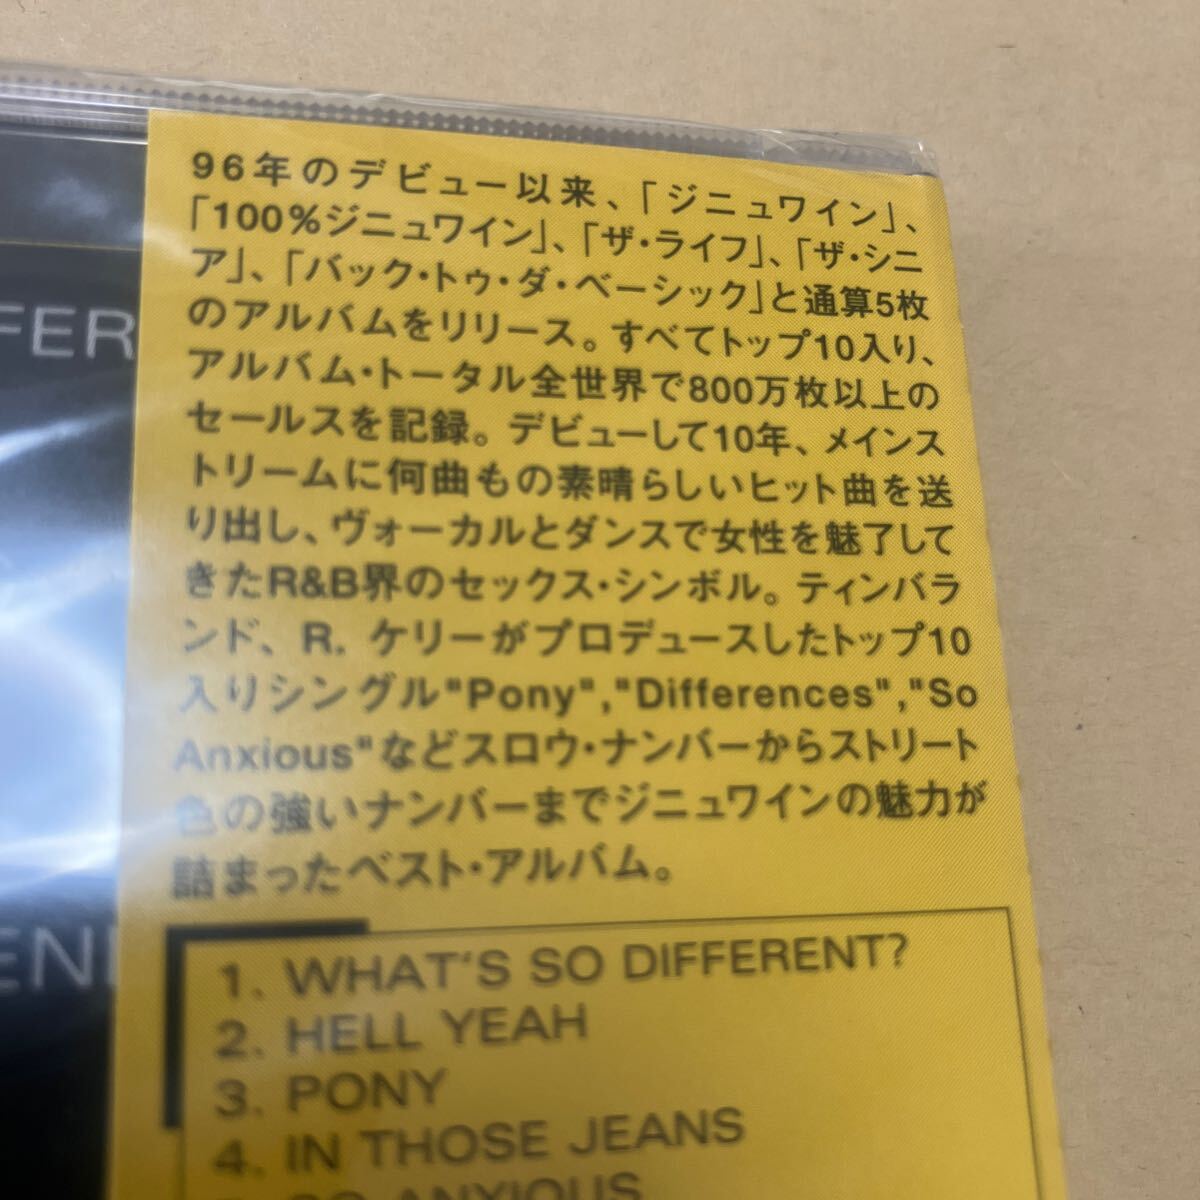 96年のデビュー以来、「ジニュワイン」、
「100%ジニュワイン」、「ザ・ライフ」、「ザ・シニ
ア」、「バック・トゥ・ダ・ベーシック」と通算5枚
のアルバムをリリース。すべてトップ10入り、
アルバム・トータル全世界で800万枚以上の
セールスを記録。デビューして10年、メインス
トリームに何曲もの素晴らしいヒット曲を送
り出し、ヴォーカルとダンスで女性を魅了して
きたR&B界のセックス・シンボル。ティンバラ
ンド、R. ケリーがプロデュースしたトップ10
入りシングル"Pony","Differences","So
Anxious"などスロウ・ナンバーからストリート
色の強いナンバーまでジニュワインの魅力が
詰まったベスト・アルバム。
FER
ENI
1. WHAT'S SO DIFFERENT?
2. HELL YEAH
3. PONY
4. IN THOSE JEANS
SO ANXIOUS